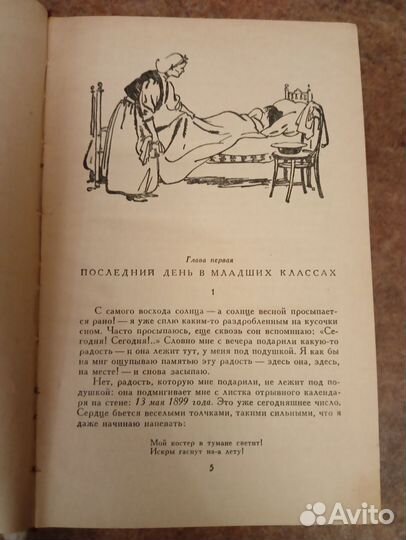 Глава первая
ПОСЛЕДНИЙ ДЕНЬ В МЛАДШИХ КЛАССАХ
1
С самого восхода солнца — а солнце весной просыпает-
ся рано! — я уже сплю каким-то раздробленным на кусочки
сном. Часто просыпаюсь, еще сквозь сон вспоминаю: «Се-
годня! Сегодня!..» Словно мне с вечера подарили какую-то
радость — и она лежит тут, у меня под подушкой. Я как бы
на миг ощупываю памятью эту радость — здесь она, здесь,
на месте! — и снова засыпаю.
Нет, радость, которую мне подарили, не лежит под по-
душкой: она подмигивает мне с листка отрывного календа-
ря на стене: 13 мая 1899 года. Это уже сегодняшнее число.
Сердце бьется веселыми толчками, такими сильными, что я
даже начинаю напевать:
Мой костер в тумане светит!
Искры гаснут на-а лету!
5
Avito